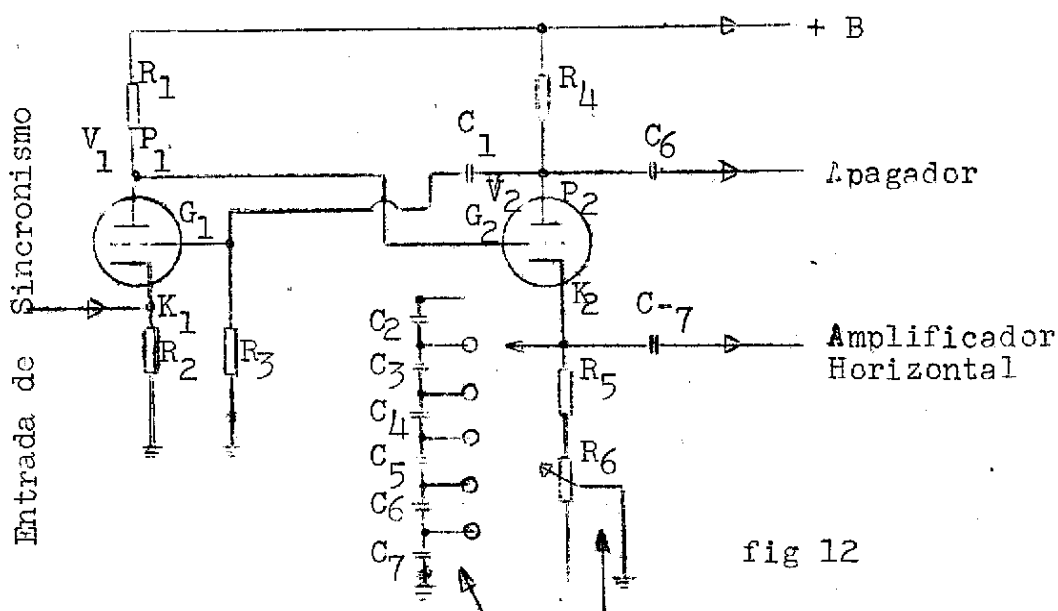 + B
R1
R4
Entrada de Sincronismo
V1
P1
C1
C6
Apagador
V2
P2
G1
G2
K1
K2
C-7
R2
R3
C2
C3
R5
Amplificador
Horizontal
C4
C5
R6
C6
C7
fig 12